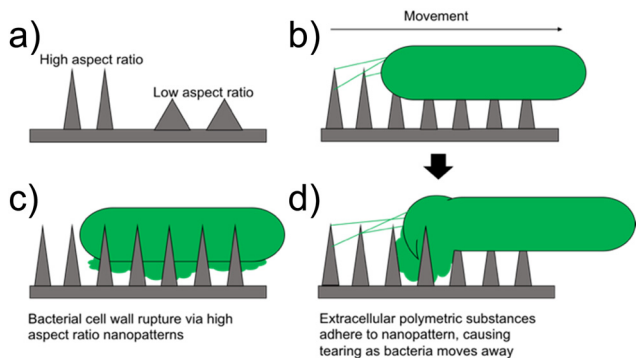 a)
High aspect ratio
Low aspect ratio
b)
Movement
c)
Bacterial cell wall rupture via high
aspect ratio nanopatterns
d)
Extracellular polymetric substances
adhere to nanopattern, causing
tearing as bacteria moves away